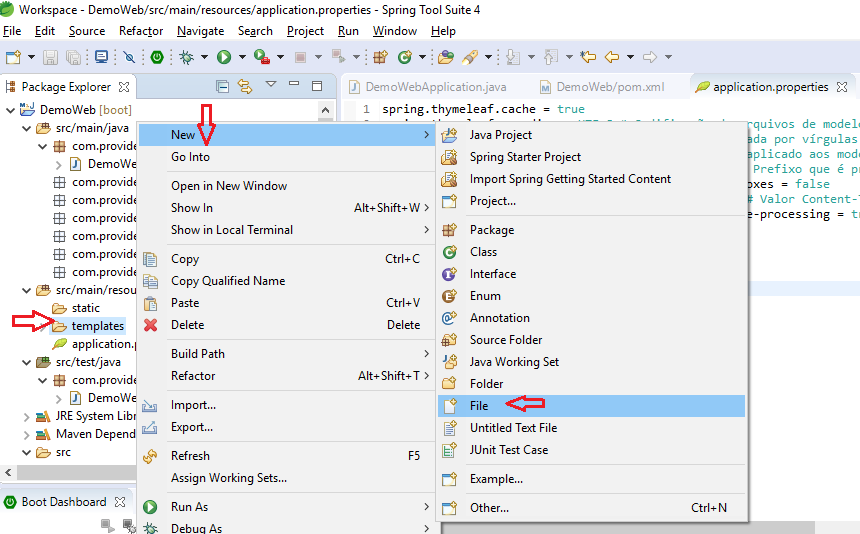 Workspace - DemoWeb/src/main/resources/application.properties - Spring Tool Suite 4
File Edit Source Refactor Navigate Search Project Run Window Help
Package Explorer
DemoWebApplication.java DemoWeb/pom.xml application.properties
DemoWeb [boot]
src/main/java
com.provide
DemoWe
com.provide
com.provide
com.provide
com.provide
com.provide
com.provide
src/main/resou
static
templates
application.p
src/test/java
com.provide
DemoWe
JRE System Libr
Maven Depend
src
Boot Dashboard
1 spring.thymeleaf.cache = true
rquivos de modelo
ada por vírgulas
aplicado aos mode
Prefixo que é pr
oxes = false
# Valor Content-T
e-processing = tr
New
Go Into
Open in New Window
Show In Alt+Shift+W
Show in Local Terminal
Copy Ctrl+C
Copy Qualified Name
Paste Ctrl+V
Delete Delete
Build Path
Refactor Alt+Shift+T
Import...
Export...
Refresh F5
Assign Working Sets...
Run As
Debug As
Java Project
Spring Starter Project
Import Spring Getting Started Content
Project...
Package
Class
Interface
Enum
Annotation
Source Folder
Java Working Set
Folder
File
Untitled Text File
JUnit Test Case
Example...
Other... Ctrl+N